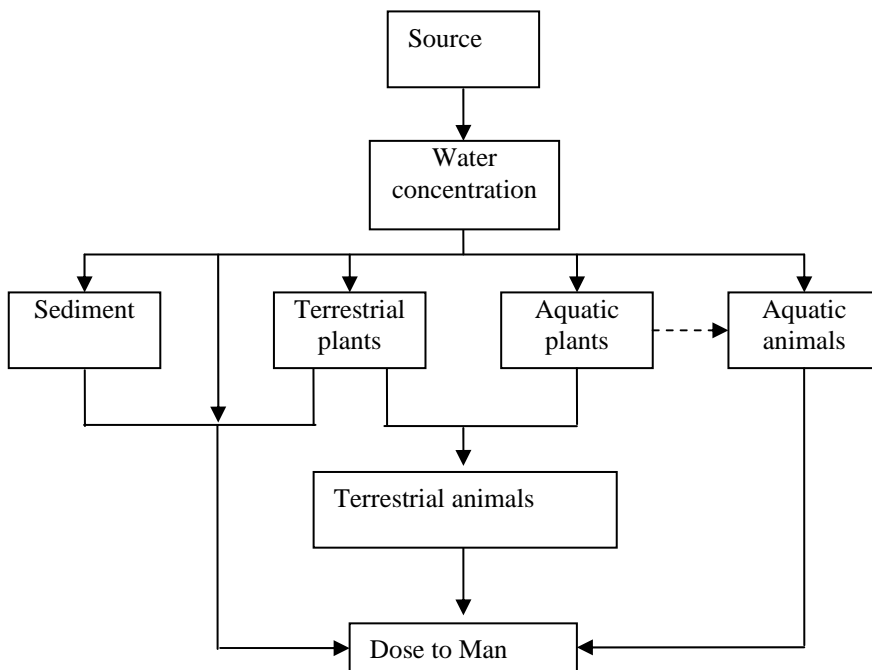 Source
Water
concentration
Sediment
Terrestrial
plants
Aquatic
plants
Aquatic
animals
Terrestrial animals
Dose to Man